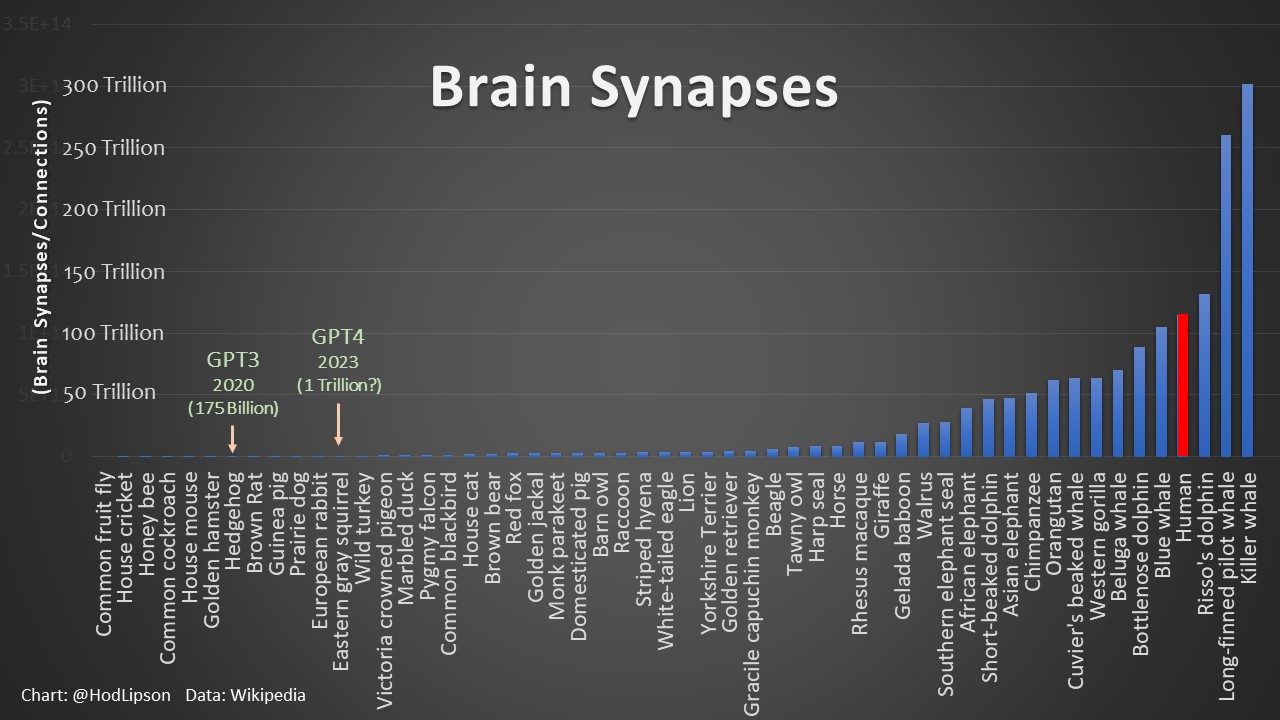 Brain Synapses
(Brain Synapses/Connections)
3.5E+14
300 Trillion
250 Trillion
200 Trillion
150 Trillion
100 Trillion
50 Trillion
0
GPT3
2020
(175 Billion)
GPT4
2023
(1 Trillion?)
Common fruit fly
House cricket
Honey bee
Common cockroach
House mouse
Golden hamster
Hedgehog
Brown Rat
Guinea pig
Prairie dog
European rabbit
Eastern gray squirrel
Wild turkey
Victoria crowned pigeon
Marbled duck
Pygmy falcon
Common blackbird
House cat
Brown bear
Red fox
Golden jackal
Monk parakeet
Domesticated pig
Barn owl
Raccoon
Striped hyena
White-tailed eagle
Lion
Yorkshire Terrier
Golden retriever
Gracile capuchin monkey
Beagle
Tawny owl
Harp seal
Horse
Rhesus macaque
Giraffe
Gelada baboon
Walrus
Southern elephant seal
African elephant
Short-beaked dolphin
Asian elephant
Chimpanzee
Orangutan
Cuvier's beaked whale
Western gorilla
Beluga whale
Bottlenose dolphin
Blue whale
Human
Risso's dolphin
Long-finned pilot whale
Killer whale
Chart: @HodLipson Data: Wikipedia